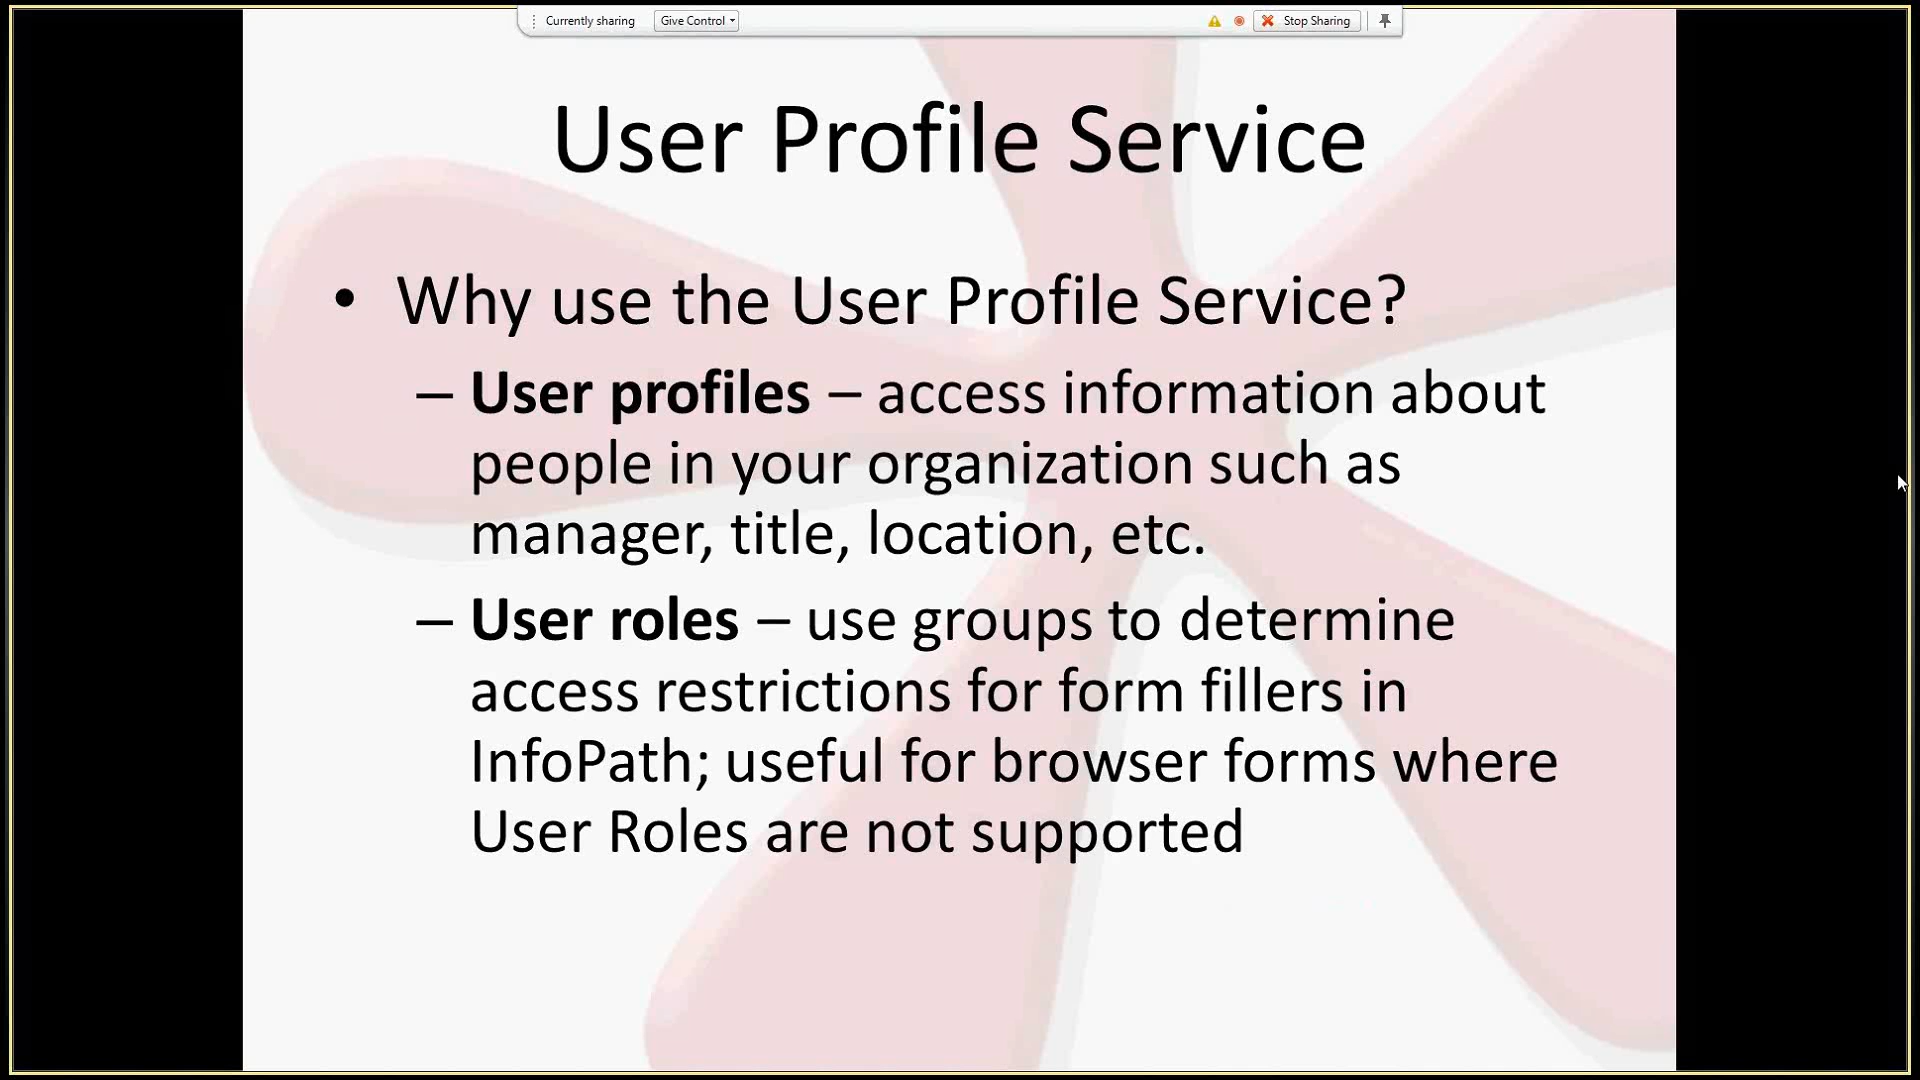 Currently sharing Give Control Stop Sharing
User Profile Service
• Why use the User Profile Service?
– User profiles – access information about
people in your organization such as
manager, title, location, etc.
– User roles – use groups to determine
access restrictions for form fillers in
InfoPath; useful for browser forms where
User Roles are not supported